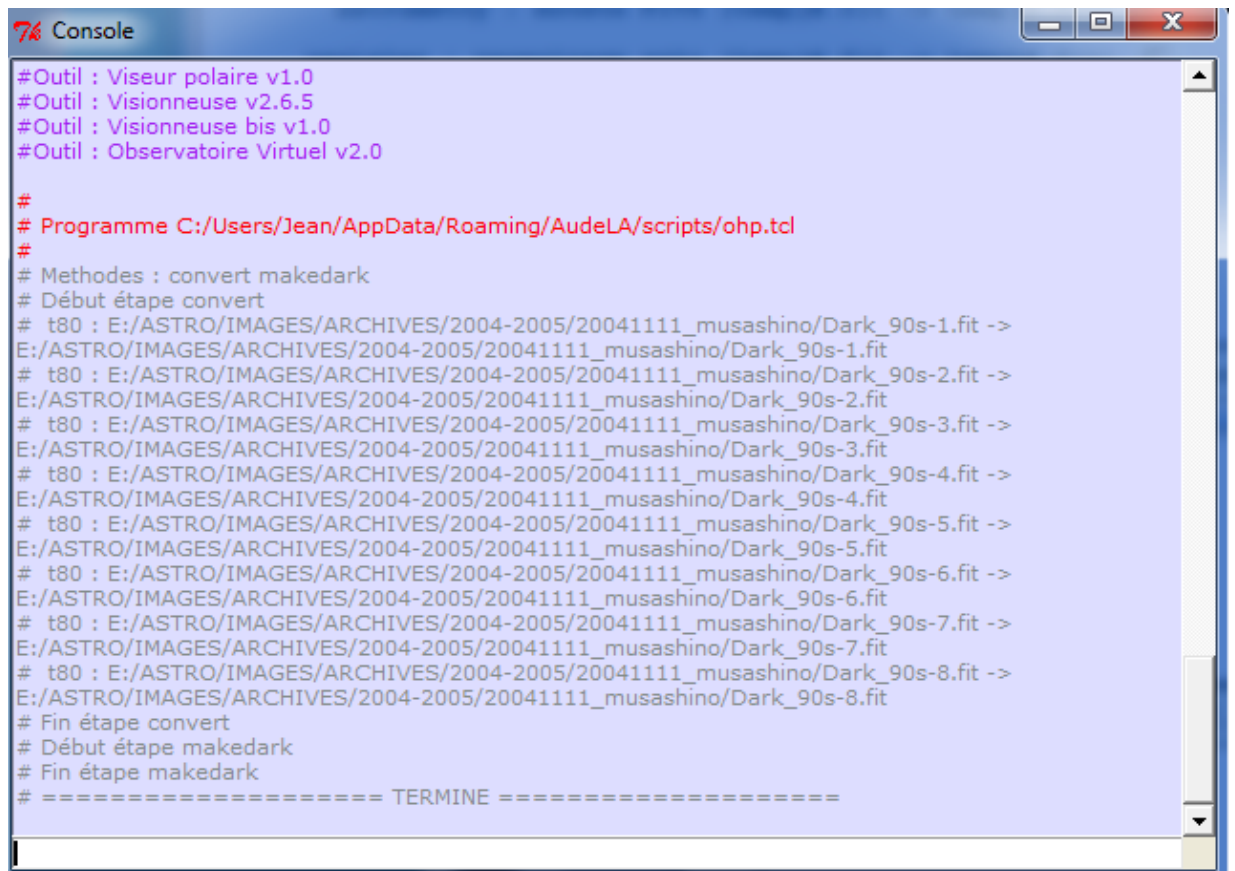 Console
#Outil : Viseur polaire v1.0
#Outil : Visionneuse v2.6.5
#Outil : Visionneuse bis v1.0
#Outil : Observatoire Virtuel v2.0
#
# Programme C:/Users/Jean/AppData/Roaming/AudeLA/scripts/ohp.tcl
#
# Methodes : convert makedark
# Début étape convert
#  t80 : E:/ASTRO/IMAGES/ARCHIVES/2004-2005/20041111_musashino/Dark_90s-1.fit ->
E:/ASTRO/IMAGES/ARCHIVES/2004-2005/20041111_musashino/Dark_90s-1.fit
#  t80 : E:/ASTRO/IMAGES/ARCHIVES/2004-2005/20041111_musashino/Dark_90s-2.fit ->
E:/ASTRO/IMAGES/ARCHIVES/2004-2005/20041111_musashino/Dark_90s-2.fit
#  t80 : E:/ASTRO/IMAGES/ARCHIVES/2004-2005/20041111_musashino/Dark_90s-3.fit ->
E:/ASTRO/IMAGES/ARCHIVES/2004-2005/20041111_musashino/Dark_90s-3.fit
#  t80 : E:/ASTRO/IMAGES/ARCHIVES/2004-2005/20041111_musashino/Dark_90s-4.fit ->
E:/ASTRO/IMAGES/ARCHIVES/2004-2005/20041111_musashino/Dark_90s-4.fit
#  t80 : E:/ASTRO/IMAGES/ARCHIVES/2004-2005/20041111_musashino/Dark_90s-5.fit ->
E:/ASTRO/IMAGES/ARCHIVES/2004-2005/20041111_musashino/Dark_90s-5.fit
#  t80 : E:/ASTRO/IMAGES/ARCHIVES/2004-2005/20041111_musashino/Dark_90s-6.fit ->
E:/ASTRO/IMAGES/ARCHIVES/2004-2005/20041111_musashino/Dark_90s-6.fit
#  t80 : E:/ASTRO/IMAGES/ARCHIVES/2004-2005/20041111_musashino/Dark_90s-7.fit ->
E:/ASTRO/IMAGES/ARCHIVES/2004-2005/20041111_musashino/Dark_90s-7.fit
#  t80 : E:/ASTRO/IMAGES/ARCHIVES/2004-2005/20041111_musashino/Dark_90s-8.fit ->
E:/ASTRO/IMAGES/ARCHIVES/2004-2005/20041111_musashino/Dark_90s-8.fit
# Fin étape convert
# Début étape makedark
# Fin étape makedark
# ==================== TERMINE ====================